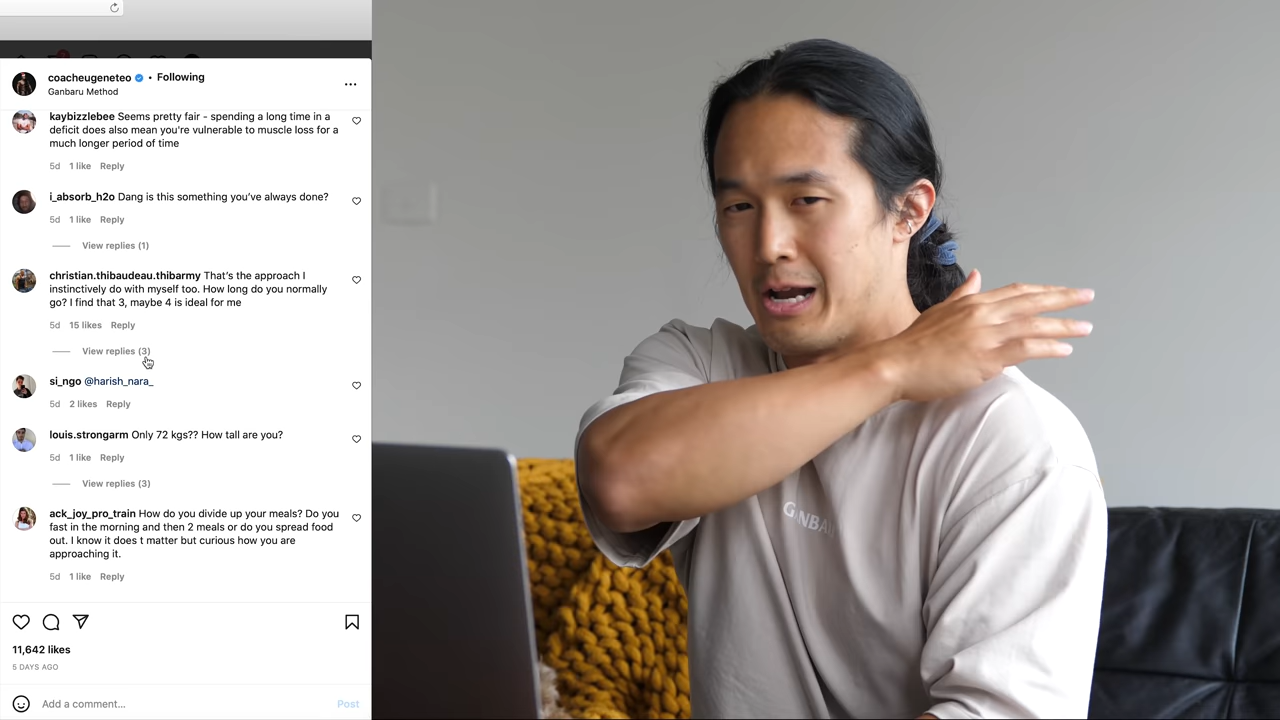 coacheugeneteo • Following
Ganbaru Method
kaybizzlebee Seems pretty fair - spending a long time in a
deficit does also mean you're vulnerable to muscle loss for a
much longer period of time
5d 1 like Reply
i_absorb_h2o Dang is this something you've always done?
5d 1 like Reply
View replies (1)
christian.thibaudeau.thibarmy That's the approach I
instinctively do with myself too. How long do you normally
go? I find that 3, maybe 4 is ideal for me
5d 15 likes Reply
View replies (3)
si_ngo @harish_nara_
5d 2 likes Reply
louis.strongarm Only 72 kgs?? How tall are you?
5d 1 like Reply
View replies (3)
ack_joy_pro_train How do you divide up your meals? Do you
fast in the morning and then 2 meals or do you spread food
out. I know it does t matter but curious how you are
approaching it.
5d 1 like Reply
11,642 likes
5 DAYS AGO
Add a comment... Post